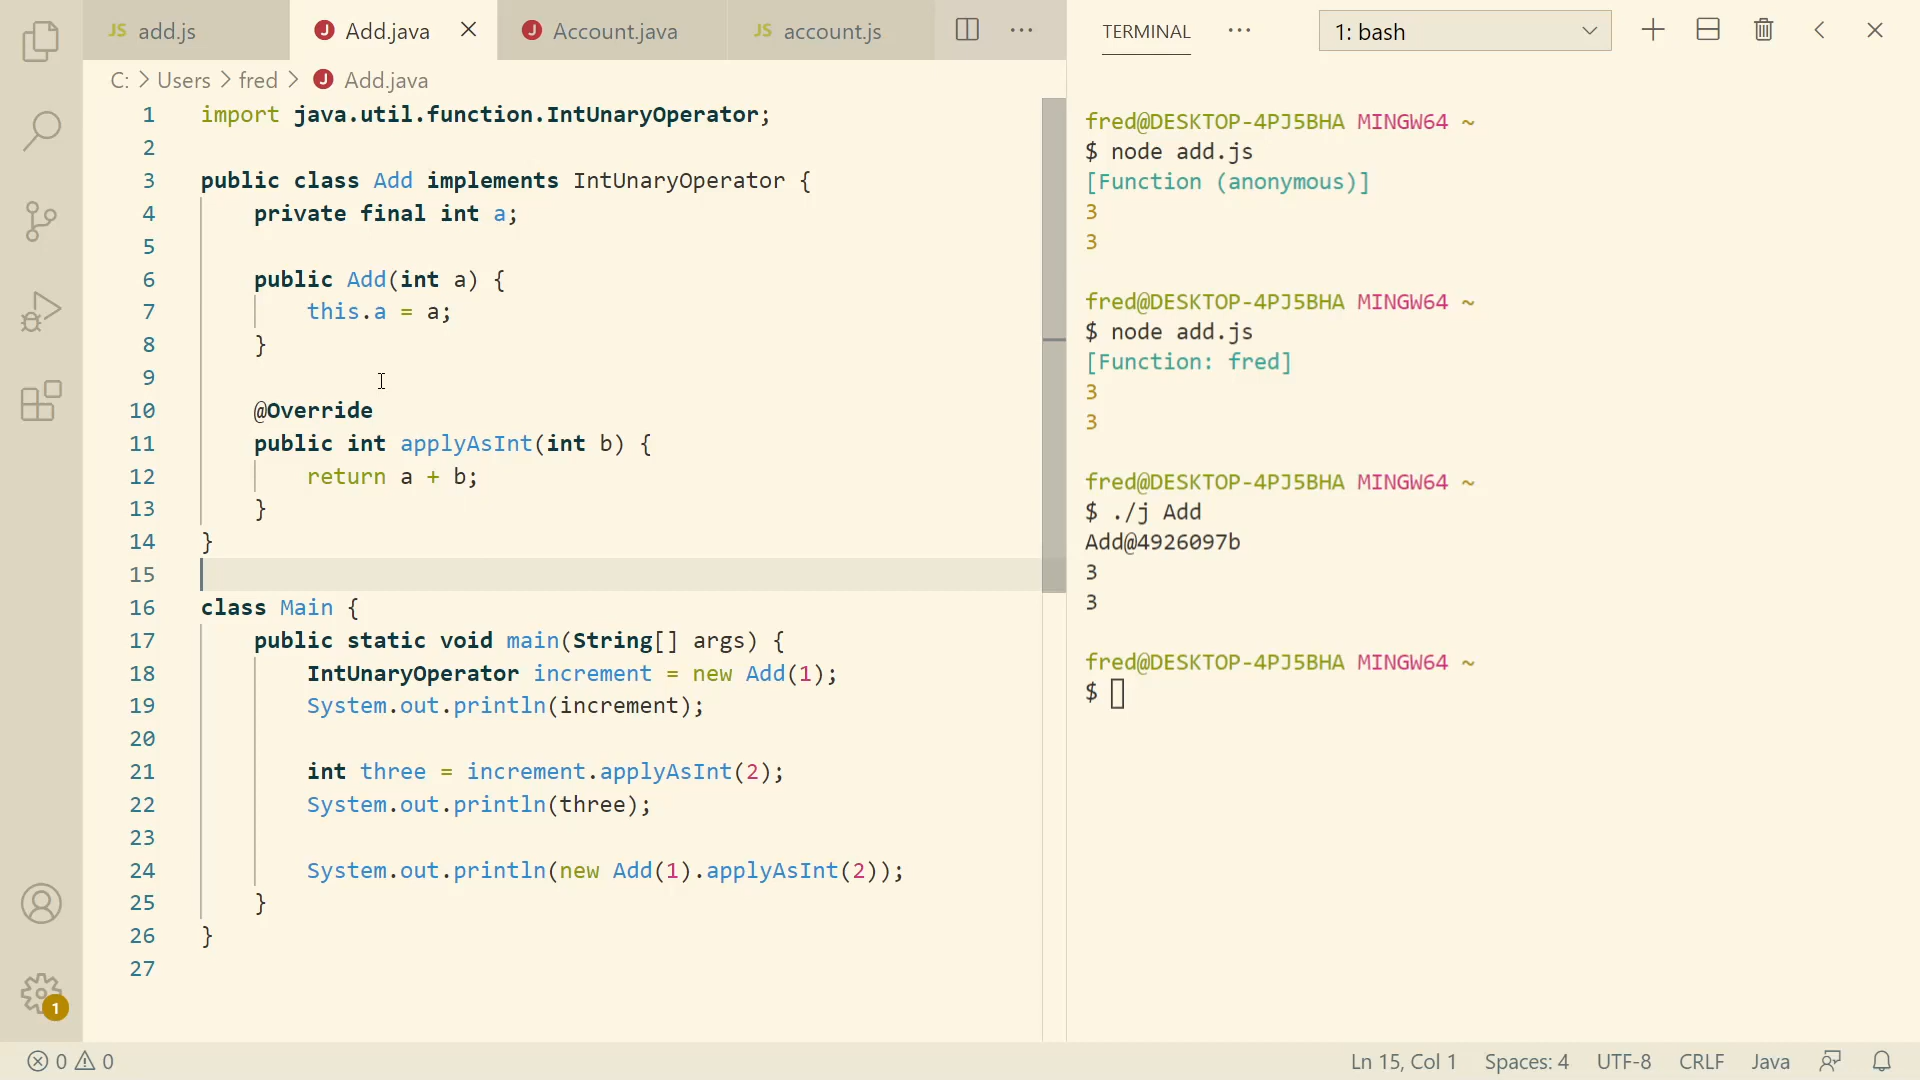 JS add.js
J Add.java
J Account.java
JS account.js
C: > Users > fred > J Add.java
1 import java.util.function.IntUnaryOperator;
2
3 public class Add implements IntUnaryOperator {
4 private final int a;
5
6 public Add(int a) {
7 this.a = a;
8 }
9
10 @Override
11 public int applyAsInt(int b) {
12 return a + b;
13 }
14 }
15
16 class Main {
17 public static void main(String[] args) {
18 IntUnaryOperator increment = new Add(1);
19 System.out.println(increment);
20
21 int three = increment.applyAsInt(2);
22 System.out.println(three);
23
24 System.out.println(new Add(1).applyAsInt(2));
25 }
26 }
27
TERMINAL
1: bash
fred@DESKTOP-4PJ5BHA MINGW64 ~
$ node add.js
[Function (anonymous)]
3
3
fred@DESKTOP-4PJ5BHA MINGW64 ~
$ node add.js
[Function: fred]
3
3
fred@DESKTOP-4PJ5BHA MINGW64 ~
$ ./j Add
Add@4926097b
3
3
fred@DESKTOP-4PJ5BHA MINGW64 ~
$
1
0 0
Ln 15, Col 1
Spaces: 4
UTF-8
CRLF
Java